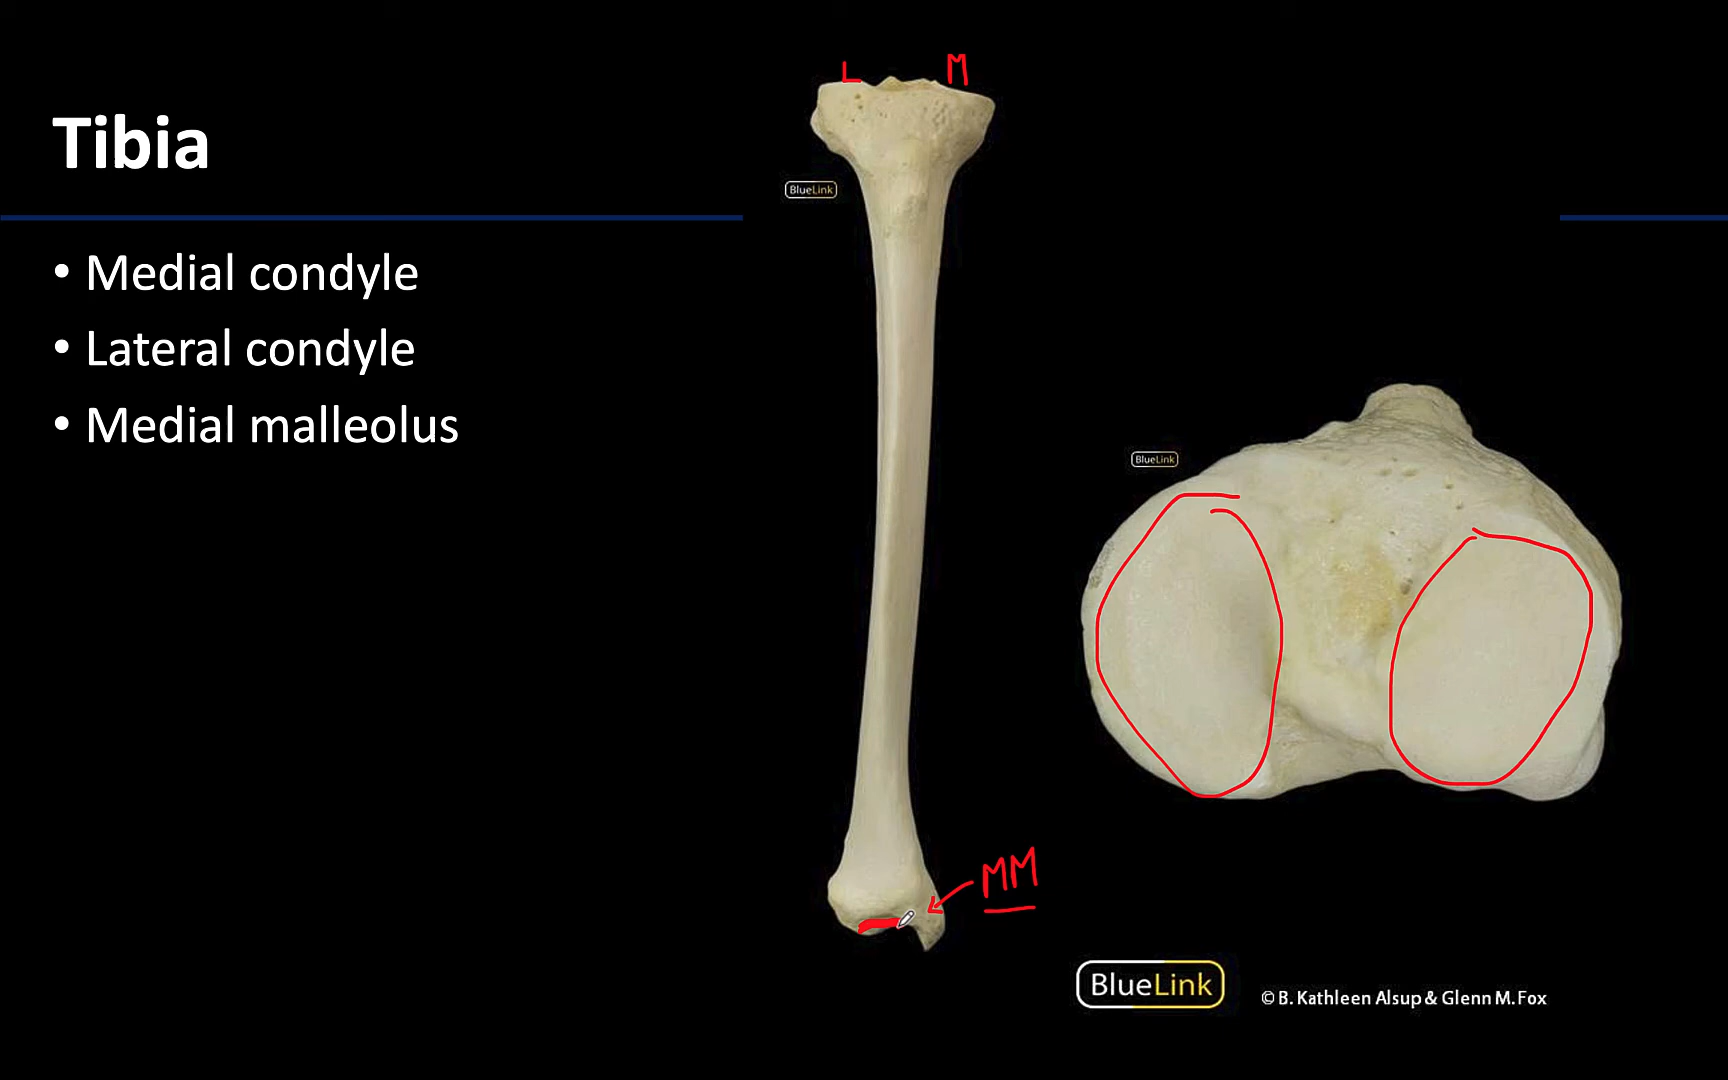 Tibia
• Medial condyle
• Lateral condyle
• Medial malleolus
L M
BlueLink
BlueLink
MM
BlueLink
© B. Kathleen Alsup & Glenn M. Fox